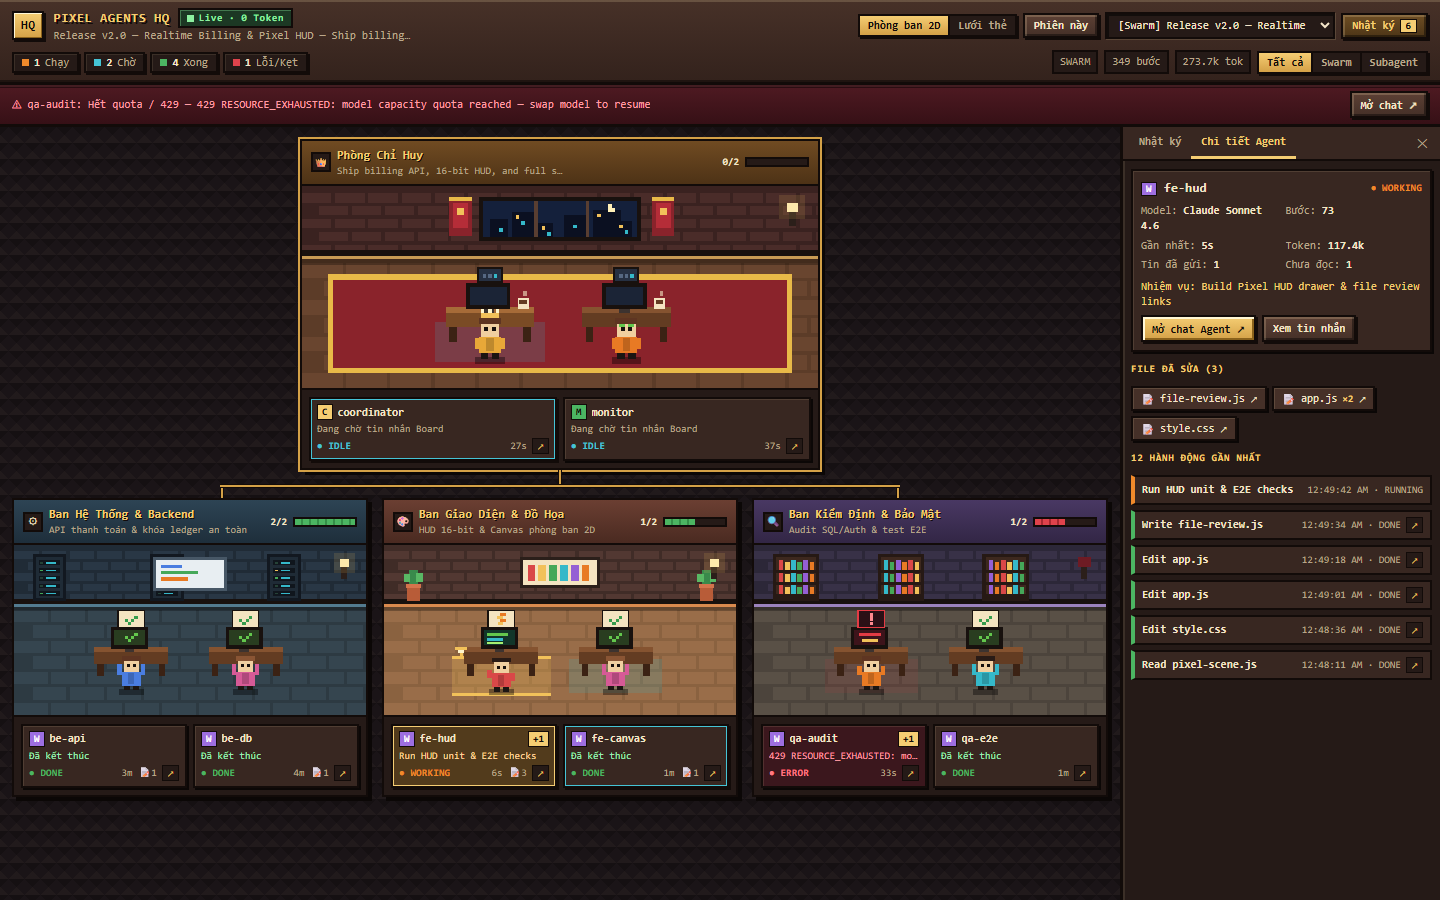 HQ
PIXEL AGENTS HQ
Live · 0 Token
Release v2.0 — Realtime Billing & Pixel HUD — Ship billing…
Phòng ban 2D
Lưới thẻ
Phiên này
[Swarm] Release v2.0 — Realtime
Nhật ký 6
1 Chạy
2 Chờ
4 Xong
1 Lỗi/Kẹt
SWARM
349 bước
273.7k tok
Tất cả
Swarm
Subagent
⚠ qa-audit: Hết quota / 429 — 429 RESOURCE_EXHAUSTED: model capacity quota reached — swap model to resume
Mở chat ↗
Phòng Chỉ Huy
Ship billing API, 16-bit HUD, and full s…
0/2
C coordinator
Đang chờ tin nhắn Board
● IDLE 27s ↗
M monitor
Đang chờ tin nhắn Board
● IDLE 37s ↗
Ban Hệ Thống & Backend
API thanh toán & khóa ledger an toàn
2/2
W be-api
Đã kết thúc
● DONE 3m 1 ↗
W be-db
Đã kết thúc
● DONE 4m 1 ↗
Ban Giao Diện & Đồ Họa
HUD 16-bit & Canvas phòng ban 2D
1/2
W fe-hud +1
Run HUD unit & E2E checks
● WORKING 6s 3 ↗
W fe-canvas
Đã kết thúc
● DONE 1m 1 ↗
Ban Kiểm Định & Bảo Mật
Audit SQL/Auth & test E2E
1/2
!
W qa-audit +1
429 RESOURCE_EXHAUSTED: mo…
● ERROR 33s ↗
W qa-e2e
Đã kết thúc
● DONE 1m ↗
Nhật ký
Chi tiết Agent
W fe-hud
● WORKING
Model: Claude Sonnet 4.6
Bước: 73
Gần nhất: 5s
Token: 117.4k
Tin đã gửi: 1
Chưa đọc: 1
Nhiệm vụ: Build Pixel HUD drawer & file review
links
Mở chat Agent ↗
Xem tin nhắn
FILE ĐÃ SỬA (3)
file-review.js ↗
app.js ×2 ↗
style.css ↗
12 HÀNH ĐỘNG GẦN NHẤT
Run HUD unit & E2E checks 12:49:42 AM · RUNNING
Write file-review.js 12:49:34 AM · DONE ↗
Edit app.js 12:49:18 AM · DONE ↗
Edit app.js 12:49:01 AM · DONE ↗
Edit style.css 12:48:36 AM · DONE ↗
Read pixel-scene.js 12:48:11 AM · DONE ↗